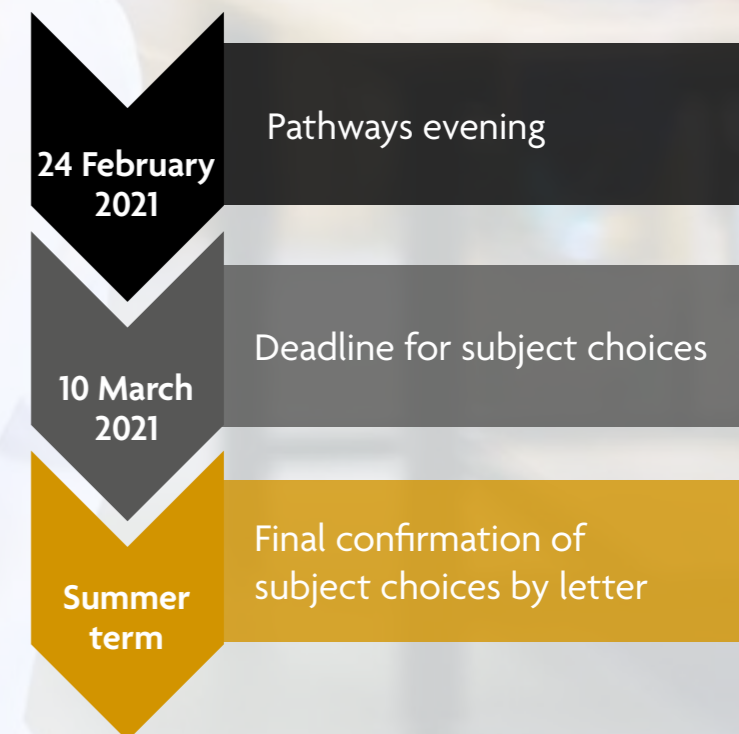 24 February
2021
Pathways evening
10 March
2021
Deadline for subject choices
Summer
term
Final confirmation of
subject choices by letter